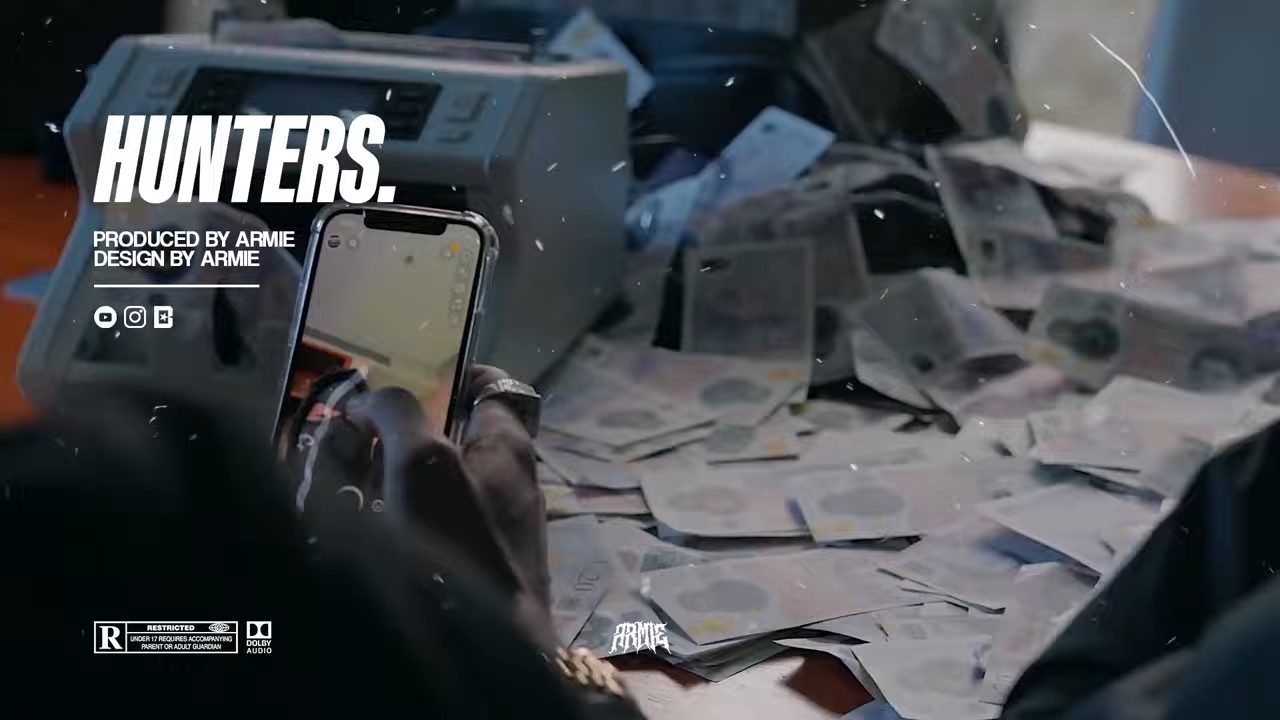 HUNTERS.
PRODUCED BY ARMIE
DESIGN BY ARMIE
R
RESTRICTED
UNDER 17 REQUIRES ACCOMPANYING
PARENT OR ADULT GUARDIAN
DOLBY
AUDIO
ARMIE